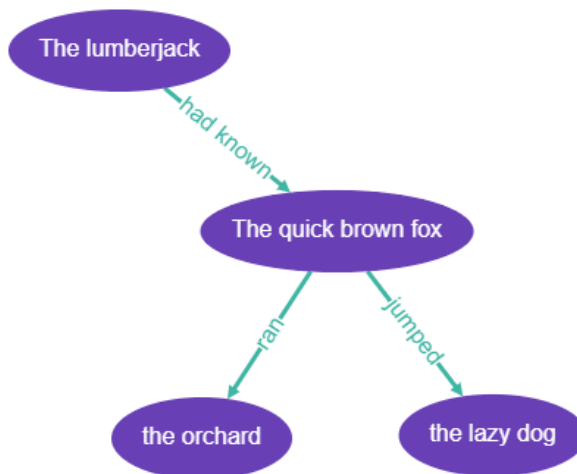 The lumberjack
had known
The quick brown fox
ran
jumped
the orchard
the lazy dog